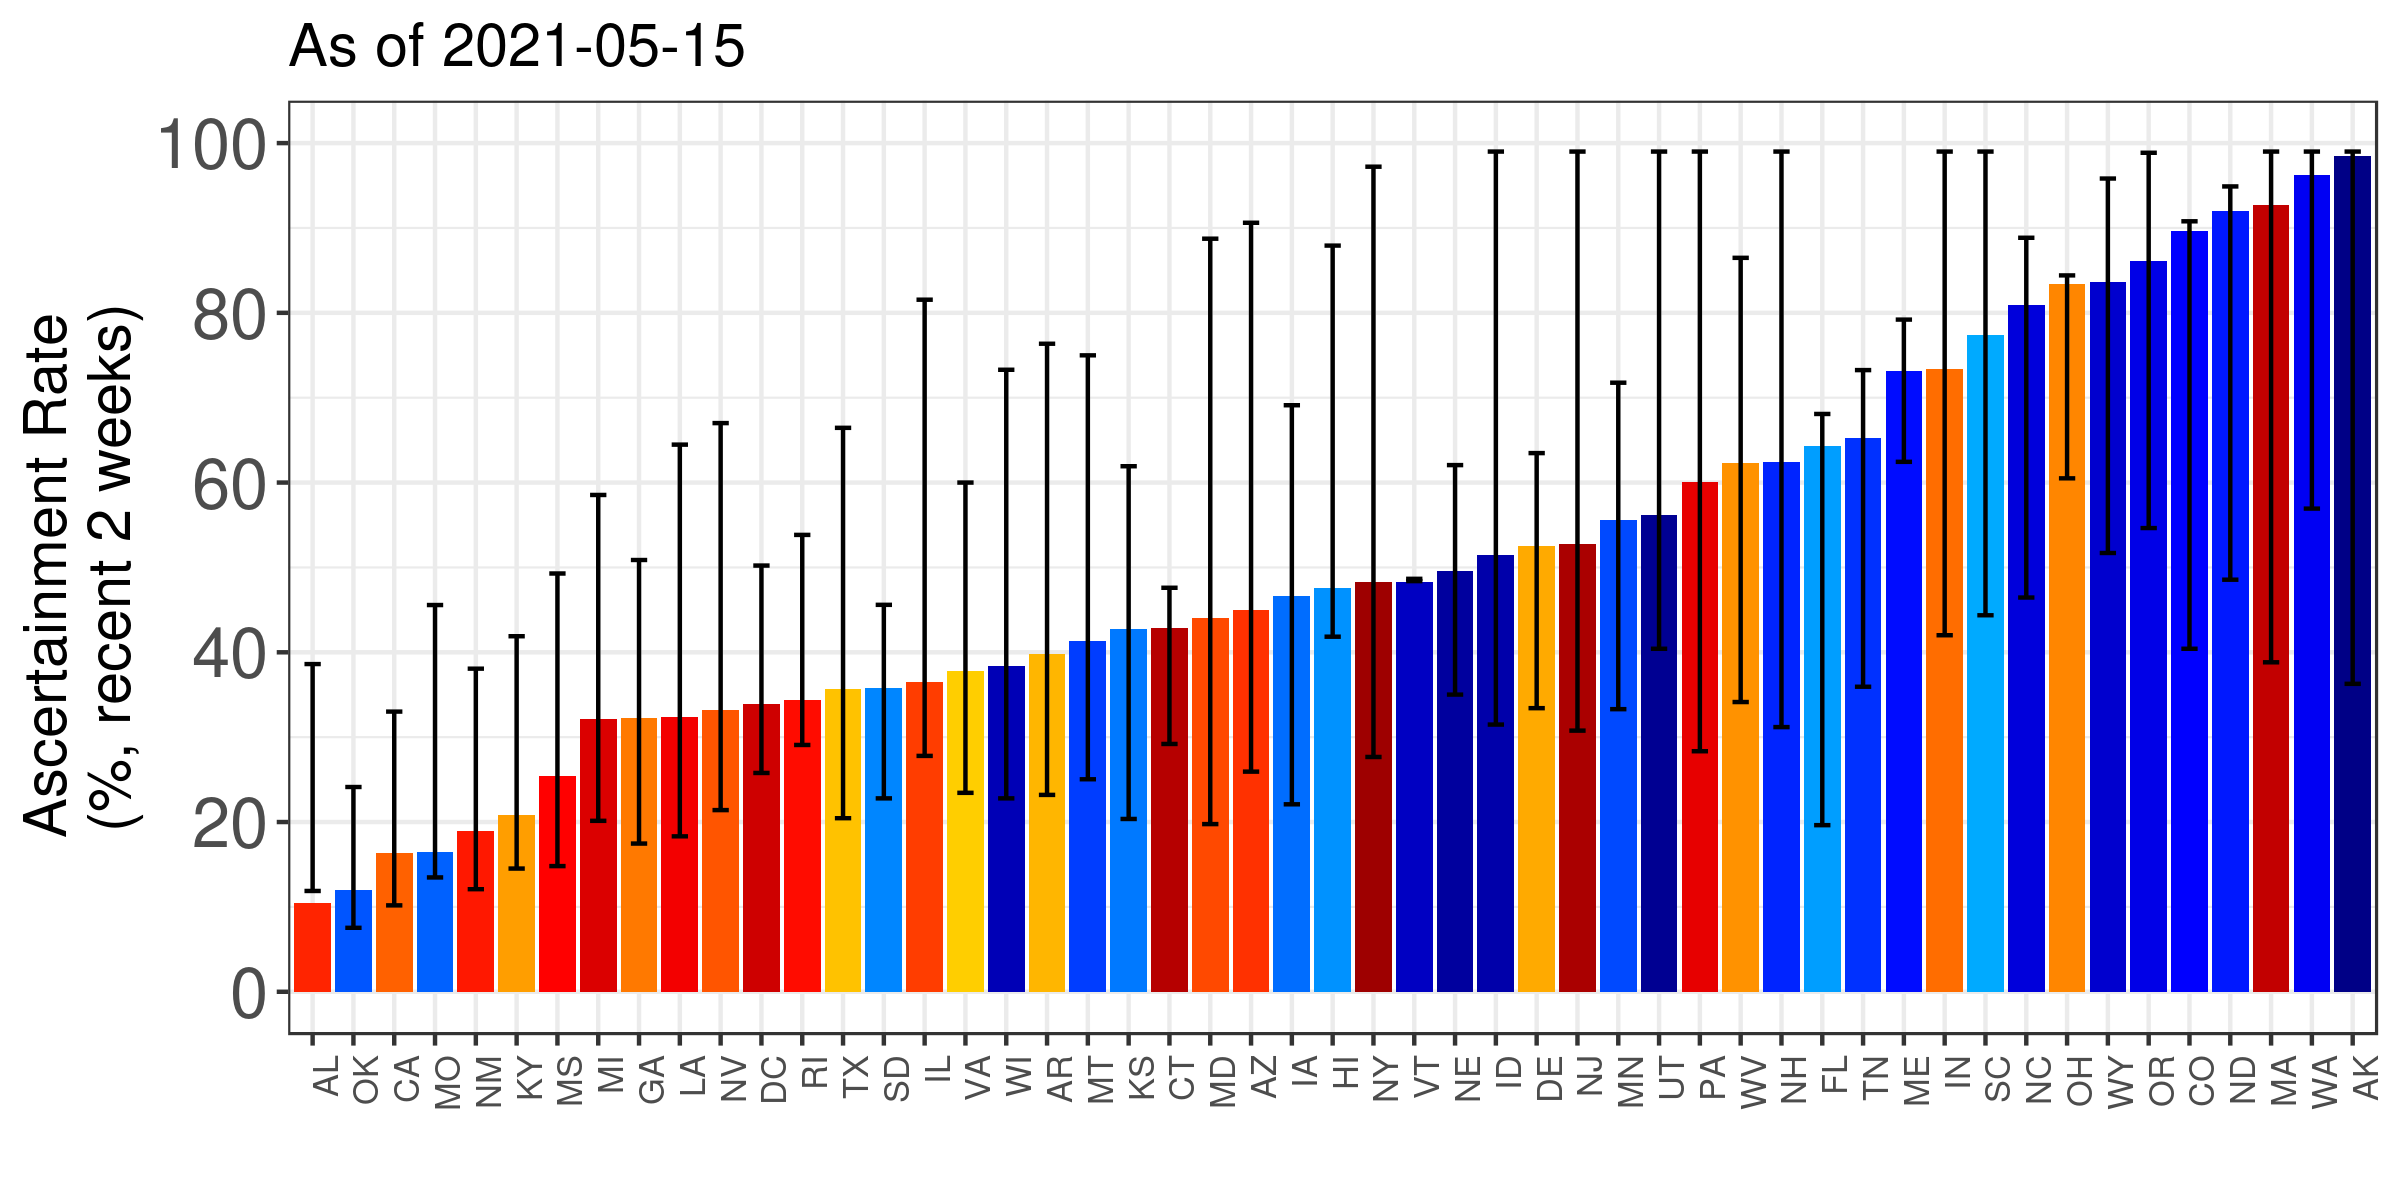 As of 2021-05-15
Ascertainment Rate
(%, recent 2 weeks)
100
80
60
40
20
0
AL OK CA MO NM KY MS MI GA LA NV DC RI TX SD IL VA WI AR MT KS CT MD AZ IA HI NY VT NE ID DE NJ MN UT PA WV NH FL TN ME IN SC NC OH WY OR CO ND MA WA AK